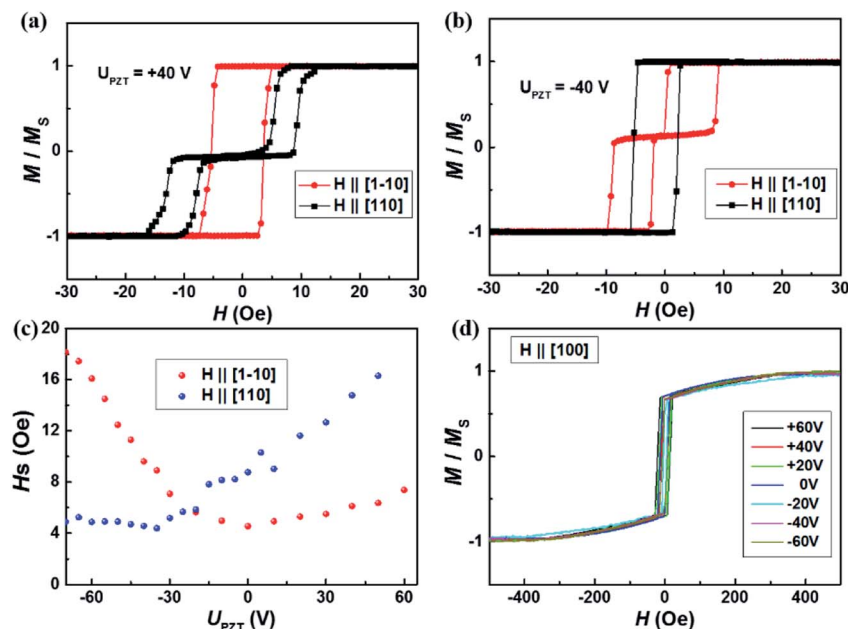 (a)
U_PZT = +40 V
M / M_S
1
0
-1
H || [1-10]
H || [110]
-30 -20 -10 0 10 20 30
H (Oe)
(b)
U_PZT = -40 V
M / M_S
1
0
-1
H || [1-10]
H || [110]
-30 -20 -10 0 10 20 30
H (Oe)
(c)
Hs (Oe)
20
16
12
8
4
0
H || [1-10]
H || [110]
-60 -30 0 30 60
U_PZT (V)
(d)
H || [100]
M / M_S
1
0
-1
+60V
+40V
+20V
0V
-20V
-40V
-60V
-400 -200 0 200 400
H (Oe)